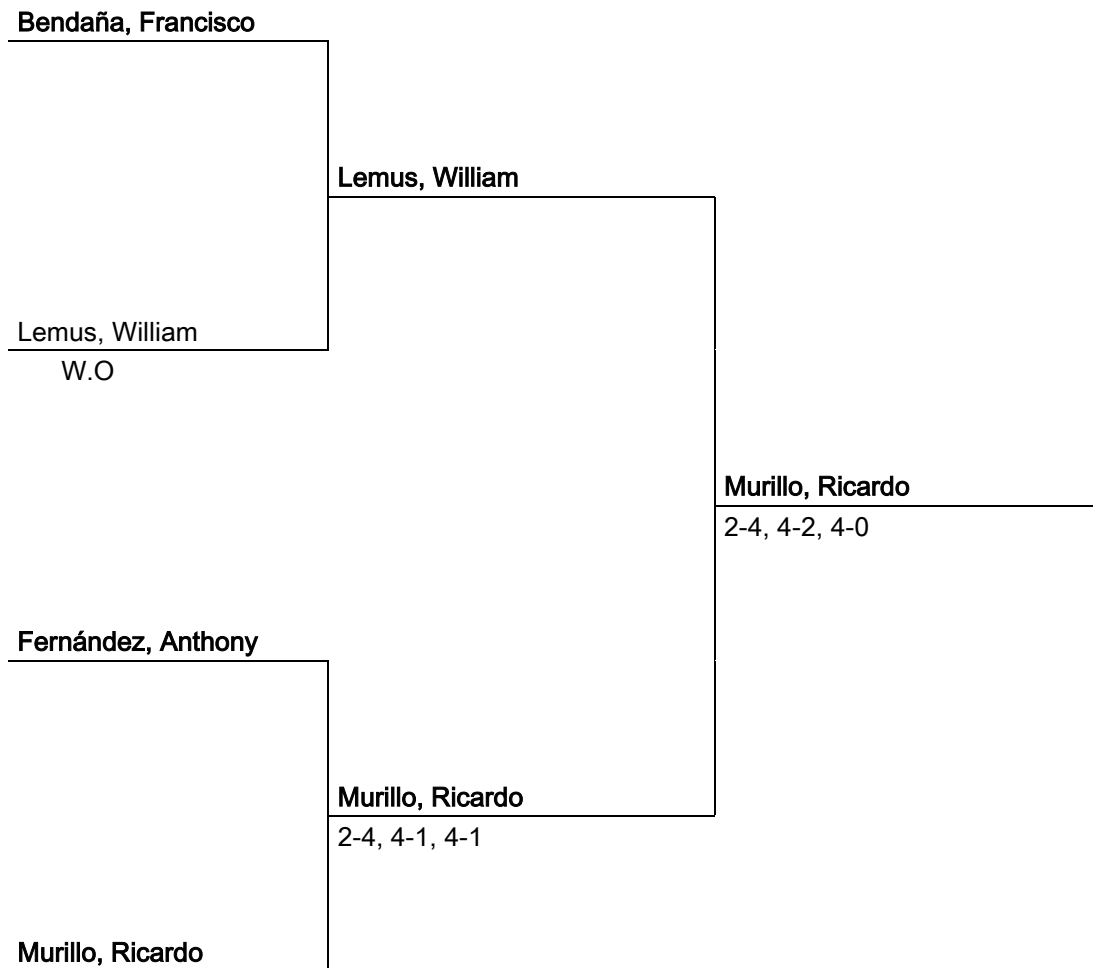 Bendaña, Francisco
Lemus, William
Lemus, William
W.O
Murillo, Ricardo
2-4, 4-2, 4-0
Fernández, Anthony
Murillo, Ricardo
2-4, 4-1, 4-1
Murillo, Ricardo